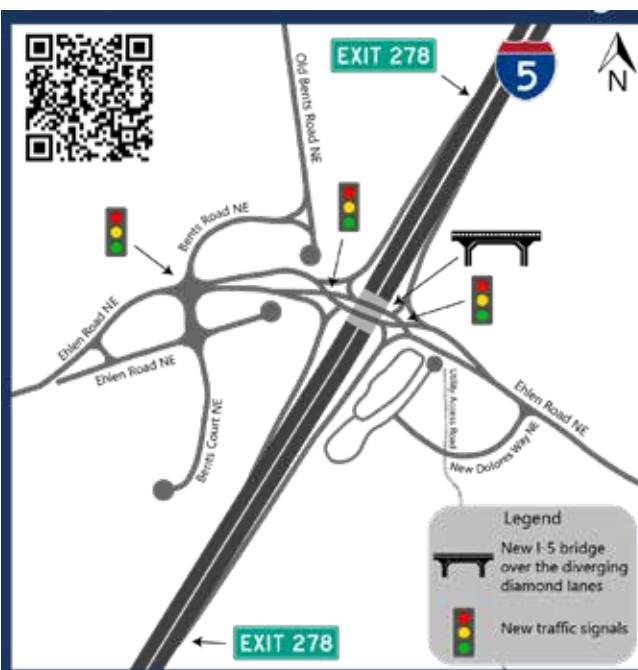 EXIT 278
5
N
Old Bents Road NE
Bents Road NE
Ehlen Road NE
Ehlen Road NE
Bents Court NE
Utility Access Road
Ehlen Road NE
New Dolores Way NE
EXIT 278
Legend
New I-5 bridge
over the diverging
diamond lanes
New traffic signals